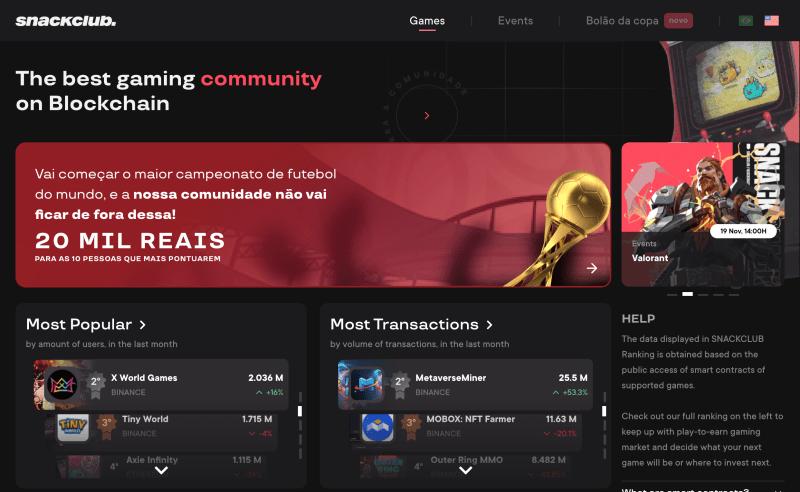 snackclub.
Games
Events
Bolão da copa
novo
The best gaming community
on Blockchain
COMUNIDADE
Vai começar o maior campeonato de futebol
do mundo, e a nossa comunidade não vai
ficar de fora dessa!
20 MIL REAIS
PARA AS 10 PESSOAS QUE MAIS PONTUAREM
SNACK
19 Nov, 14:00H
Events
Valorant
Most Popular
by amount of users, in the last month
2° X World Games 2.036 M
BINANCE +16%
3° Tiny World 1.715 M
BINANCE -4%
4° Axie Infinity 1.115 M
Most Transactions
by volume of transactions, in the last month
2° MetaverseMiner 25.5 M
BINANCE +53.3%
3° MOBOX: NFT Farmer 11.63 M
BINANCE -20.1%
4° Outer Ring MMO 8.482 M
HELP
The data displayed in SNACKCLUB
Ranking is obtained based on the
public access of smart contracts of
supported games.
Check out our full ranking on the left to
keep up with play-to-earn gaming
market and decide what your next
game will be or where to invest next.
What are smart contracts?